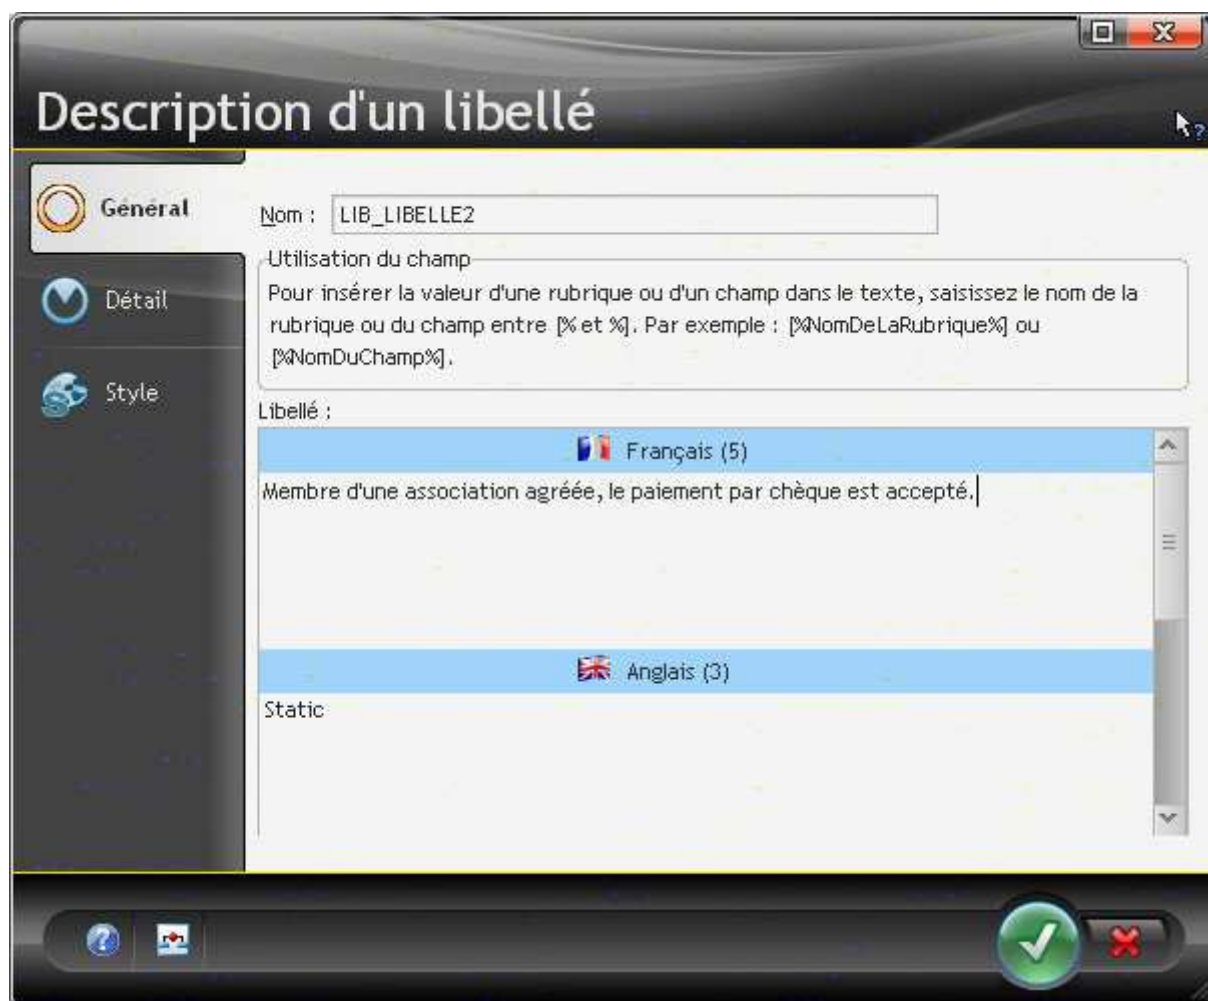 Description d'un libellé
Général
Détail
Style
Nom : LIB_LIBELLE2
Utilisation du champ
Pour insérer la valeur d'une rubrique ou d'un champ dans le texte, saisissez le nom de la
rubrique ou du champ entre [% et %]. Par exemple : [%NomDeLaRubrique%] ou
[%NomDuChamp%].
Libellé :
Français (5)
Membre d'une association agréée, le paiement par chèque est accepté.
Anglais (3)
Static